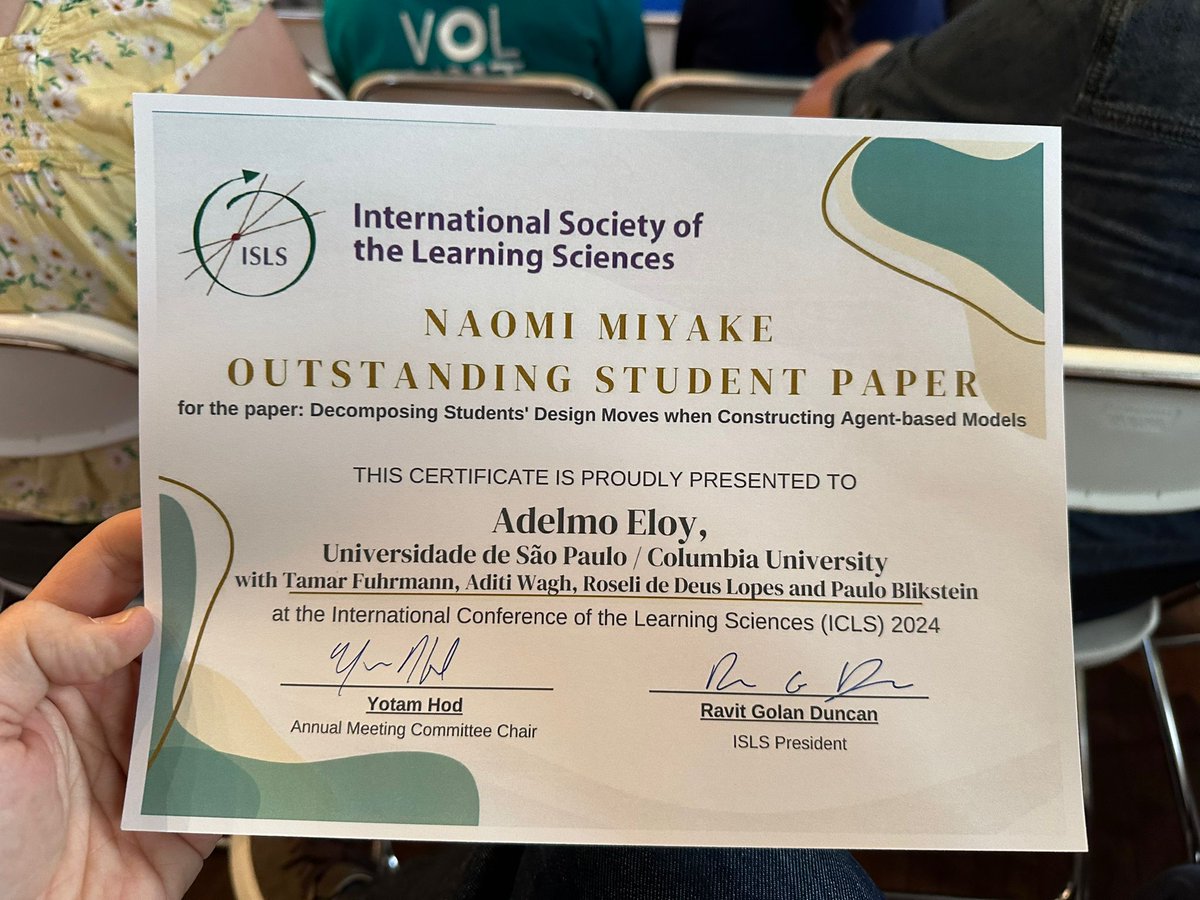 VOL
ISLS
International Society of
the Learning Sciences
NAOMI MIYAKE
OUTSTANDING STUDENT PAPER
for the paper: Decomposing Students' Design Moves when Constructing Agent-based Models
THIS CERTIFICATE IS PROUDLY PRESENTED TO
Adelmo Eloy,
Universidade de São Paulo / Columbia University
with Tamar Fuhrmann, Aditi Wagh, Roseli de Deus Lopes and Paulo Blikstein
at the International Conference of the Learning Sciences (ICLS) 2024
Yotam Hod
Annual Meeting Committee Chair
Ravit Golan Duncan
ISLS President